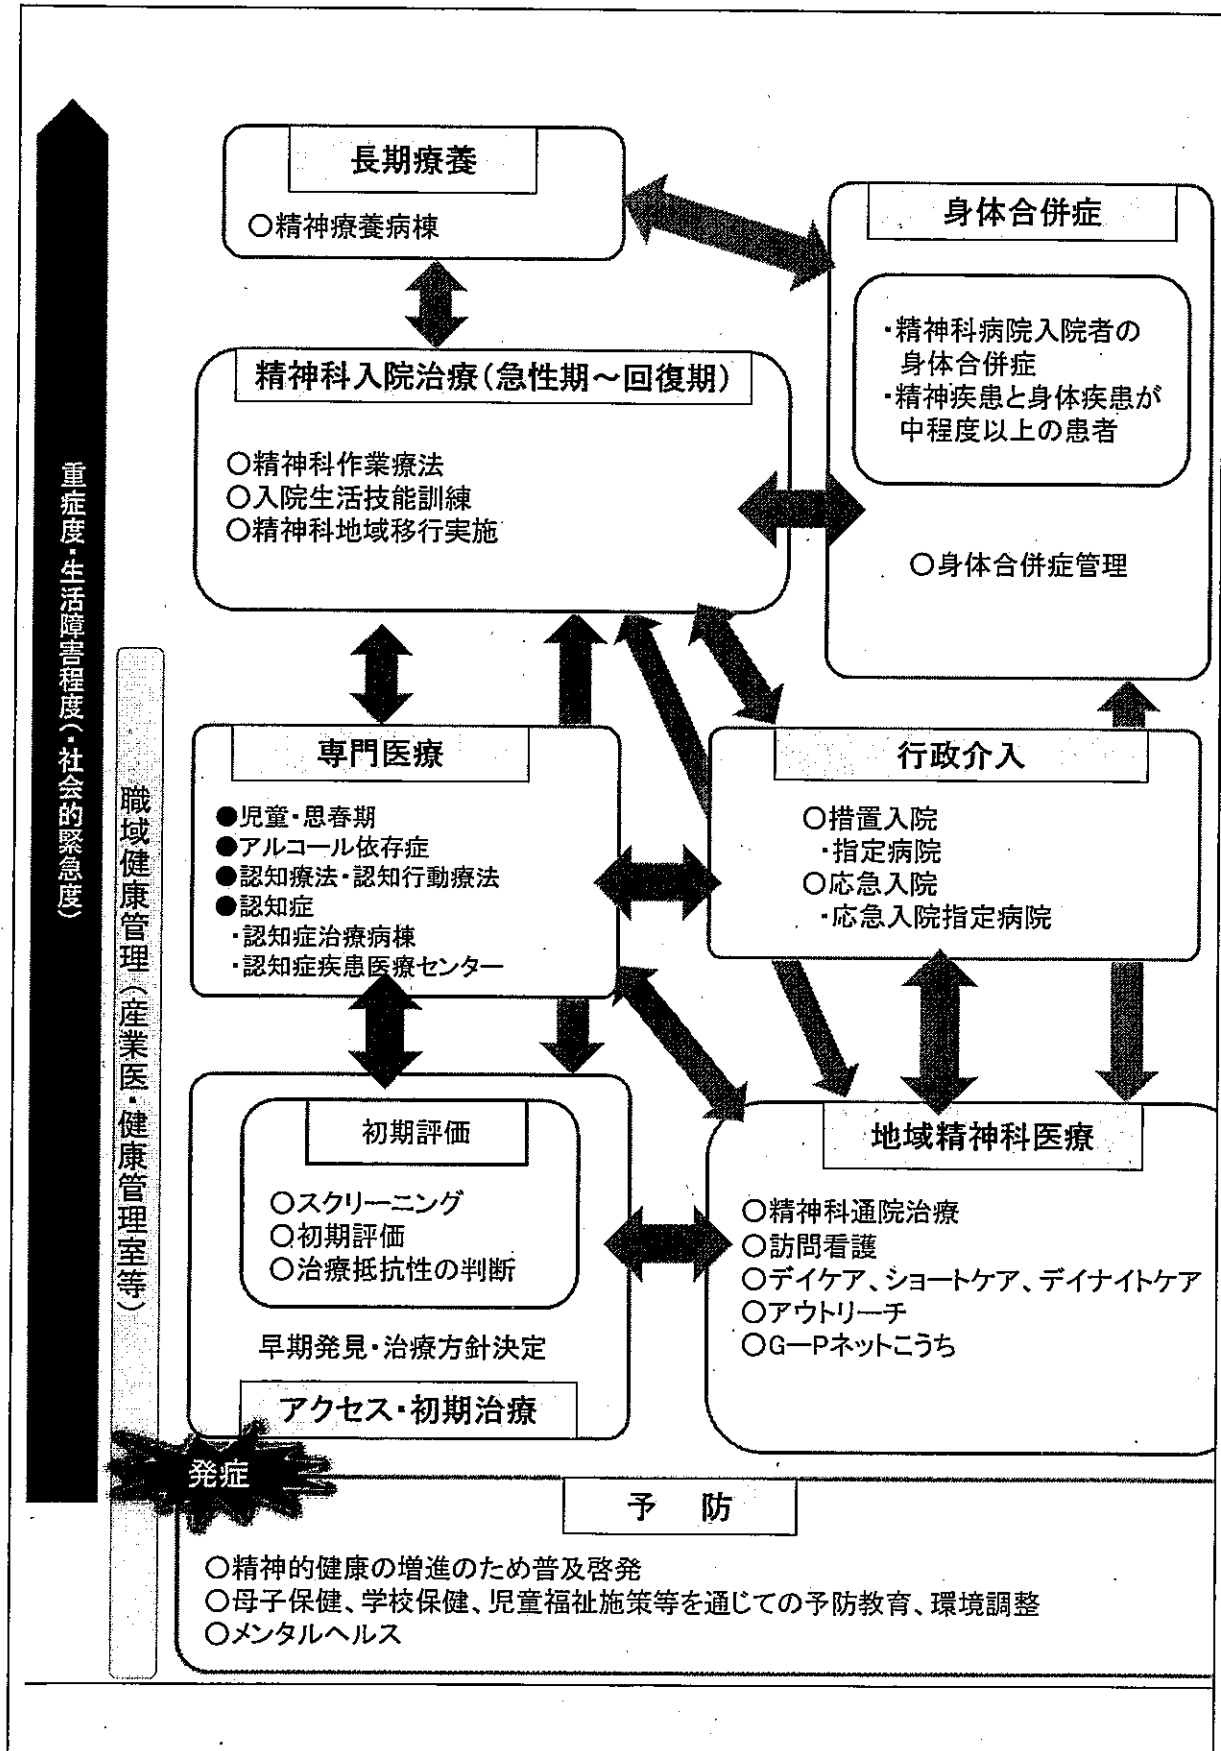 長期療養
○精神療養病棟
身体合併症
・精神科病院入院者の
身体合併症
・精神疾患と身体疾患が
中程度以上の患者
○身体合併症管理
精神科入院治療(急性期～回復期)
○精神科作業療法
○入院生活技能訓練
○精神科地域移行実施
重症度・生活障害程度(・社会的緊急度)
職域健康管理(産業医・健康管理室等)
専門医療
●児童・思春期
●アルコール依存症
●認知療法・認知行動療法
●認知症
・認知症治療病棟
・認知症疾患医療センター
行政介入
○措置入院
・指定病院
○応急入院
・応急入院指定病院
初期評価
○スクリーニング
○初期評価
○治療抵抗性の判断
早期発見・治療方針決定
アクセス・初期治療
地域精神科医療
○精神科通院治療
○訪問看護
○デイケア、ショートケア、デイナイトケア
○アウトリーチ
○G－Pネットこうち
発症
予　防
○精神的健康の増進のため普及啓発
○母子保健、学校保健、児童福祉施策等を通じての予防教育、環境調整
○メンタルヘルス